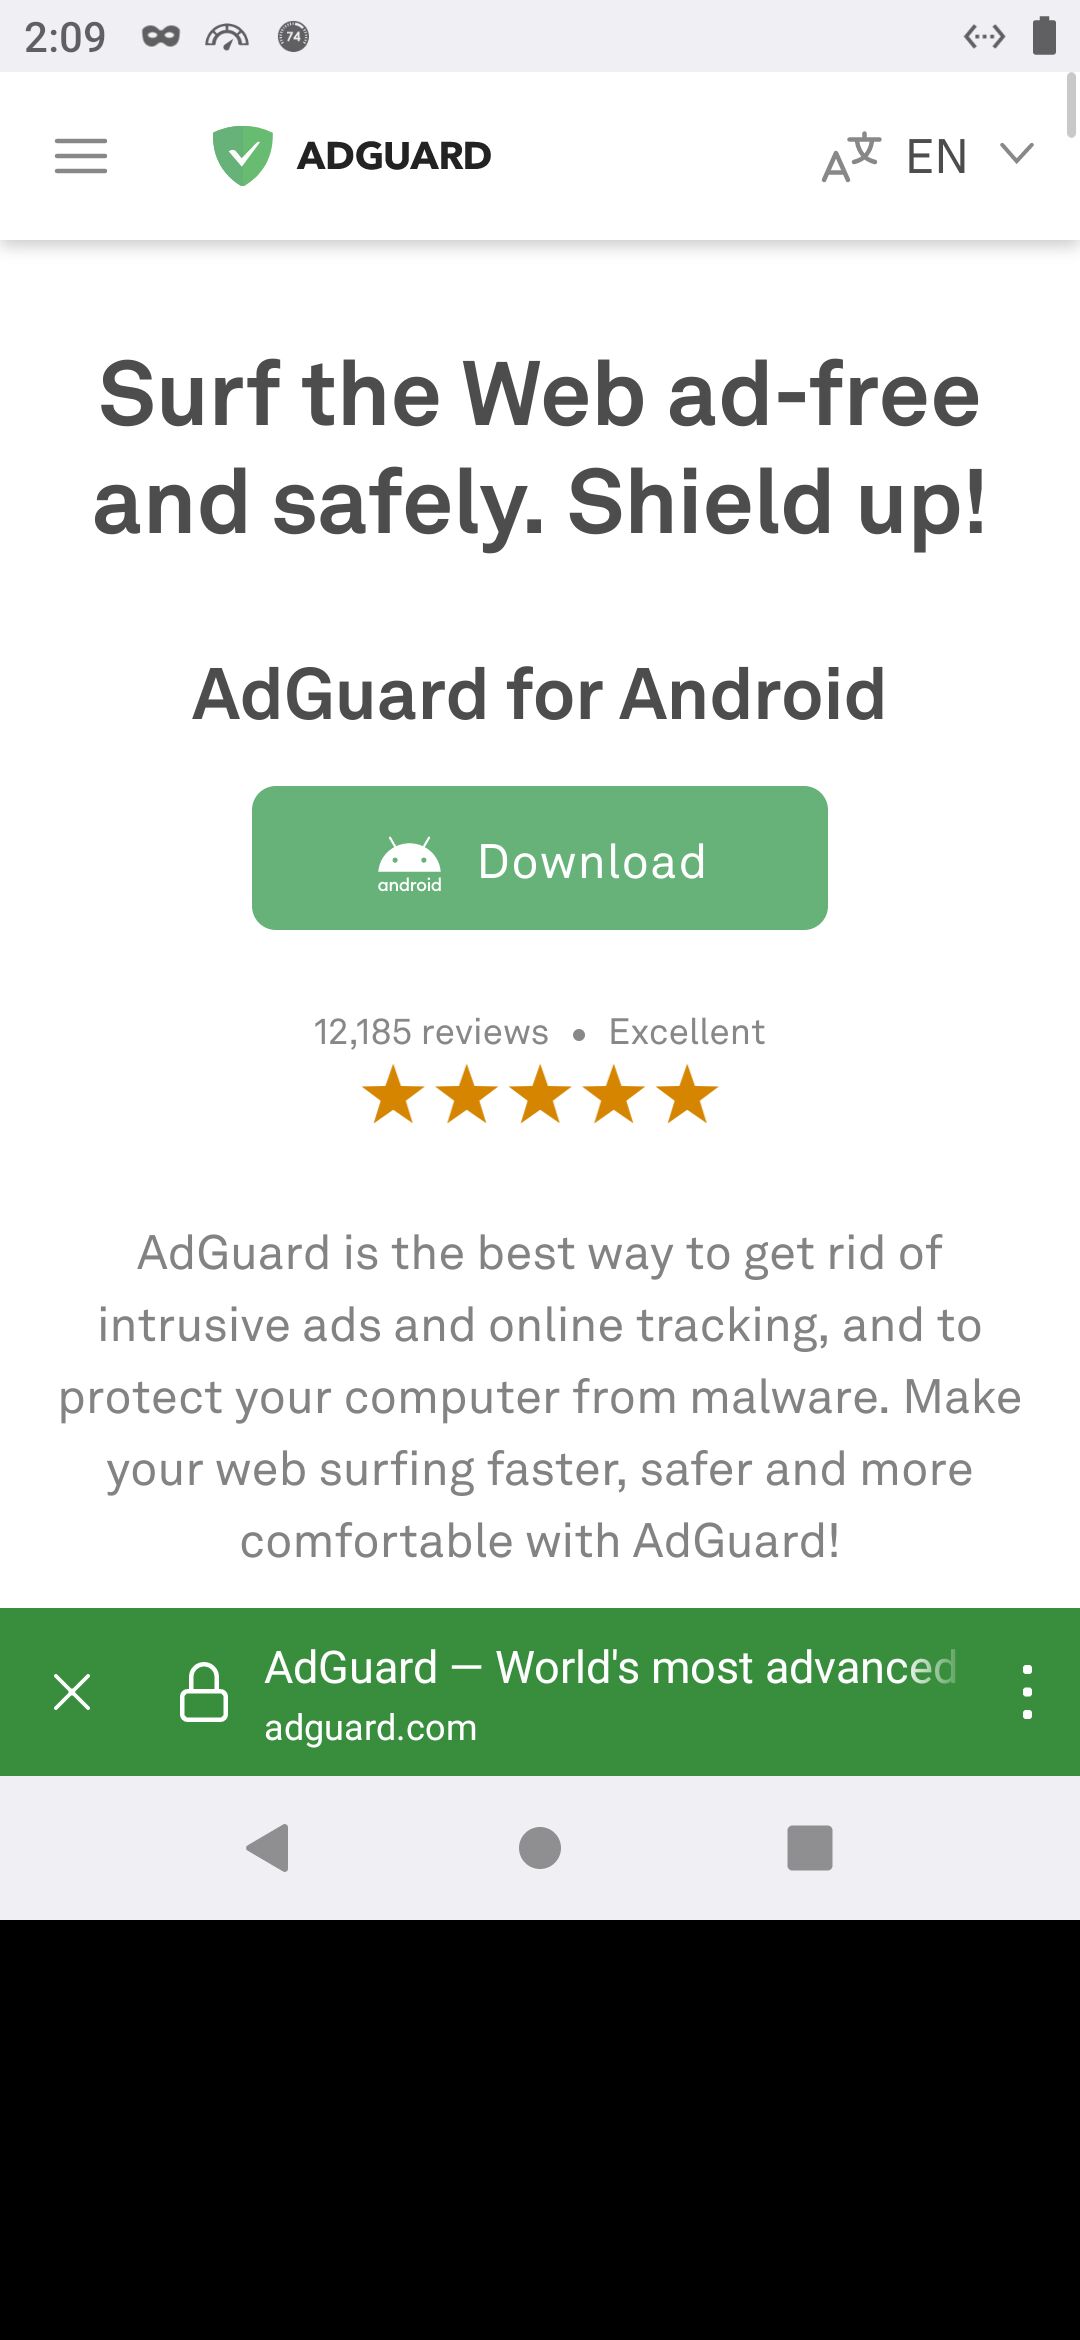 2:09
74
ADGUARD
EN
Surf the Web ad-free
and safely. Shield up!
AdGuard for Android
android
Download
12,185 reviews • Excellent
AdGuard is the best way to get rid of
intrusive ads and online tracking, and to
protect your computer from malware. Make
your web surfing faster, safer and more
comfortable with AdGuard!
AdGuard — World's most advanced
adguard.com